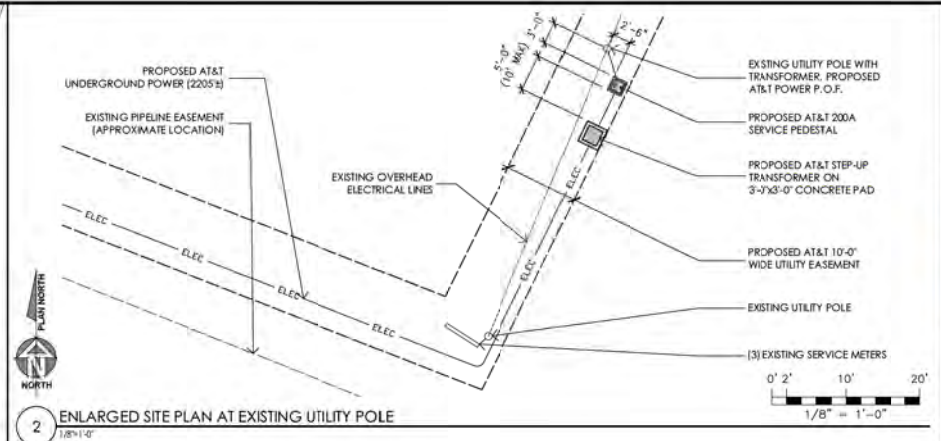 2'-6"
3'-0"
5'-0"
(10' MAX)
PROPOSED AT&T
UNDERGROUND POWER (2205'±)
EXISTING PIPELINE EASEMENT
(APPROXIMATE LOCATION)
EXISTING OVERHEAD
ELECTRICAL LINES
EXISTING UTILITY POLE WITH
TRANSFORMER, PROPOSED
AT&T POWER P.O.F.
PROPOSED AT&T 200A
SERVICE PEDESTAL
PROPOSED AT&T STEP-UP
TRANSFORMER ON
3'-0"x3'-0" CONCRETE PAD
PROPOSED AT&T 10'-0"
WIDE UTILITY EASEMENT
EXISTING UTILITY POLE
(3) EXISTING SERVICE METERS
ELEC
ELEC
ELEC
ELEC
ELEC
ELEC
PLAN NORTH
N
NORTH
0' 2' 10' 20'
1/8" = 1'-0"
2 ENLARGED SITE PLAN AT EXISTING UTILITY POLE
1/8"=1'-0"